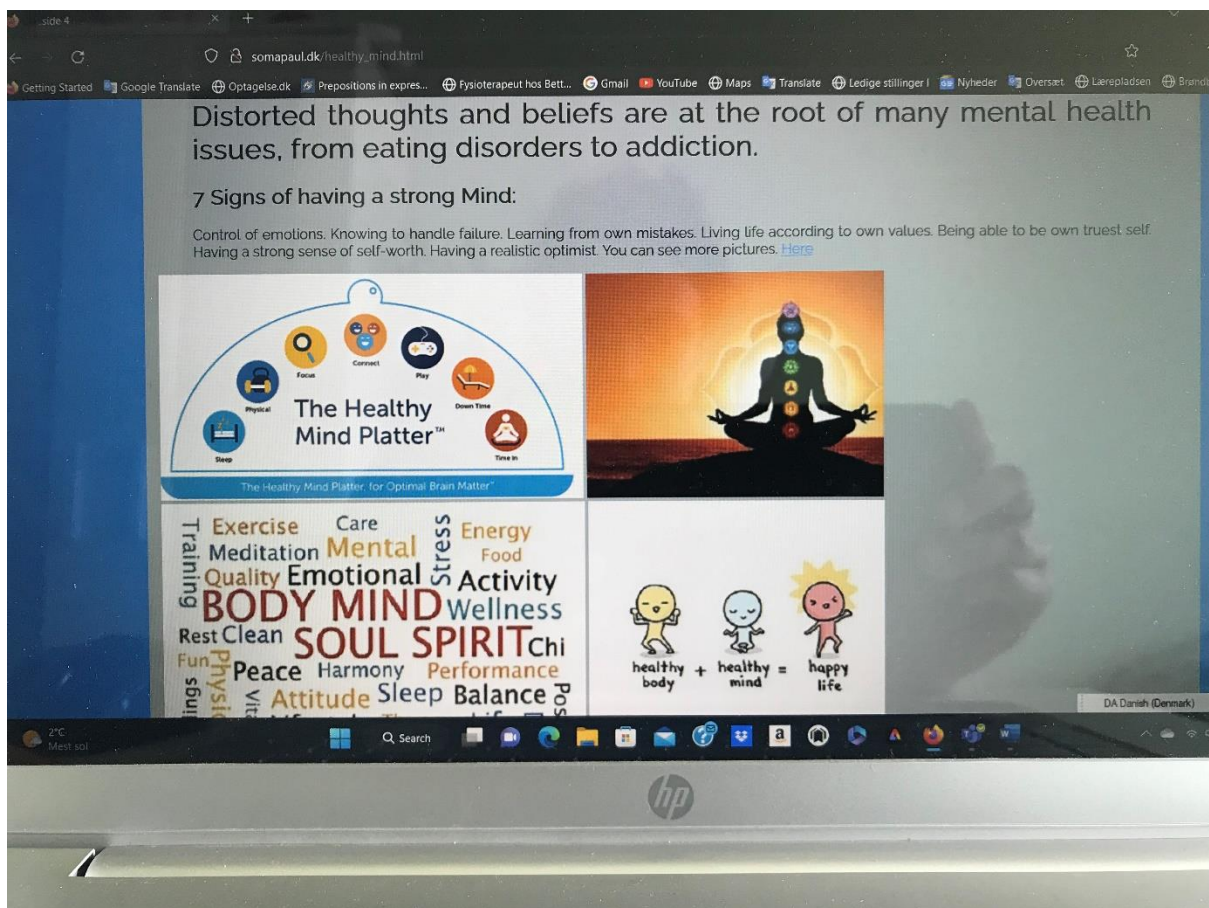 side 4
somapaul.dk/healthy_mind.html
Getting Started Google Translate Optagelse.dk Prepositions in expres... Fysioterapeut hos Bett... Gmail YouTube Maps Translate Ledige stillinger I Nyheder Oversæt Lærepladsen
Distorted thoughts and beliefs are at the root of many mental health
issues, from eating disorders to addiction.
7 Signs of having a strong Mind:
Control of emotions. Knowing to handle failure. Learning from own mistakes. Living life according to own values. Being able to be own truest self.
Having a strong sense of self-worth. Having a realistic optimist. You can see more pictures. Here
Connect
Focus
Play
Physical
Down Time
Sleep
Time In
The Healthy
Mind Platter™
The Healthy Mind Platter, for Optimal Brain Matter™
Training
Exercise Care
Stress
Energy
Meditation Mental
Food
Quality Emotional
Activity
BODY MIND Wellness
Rest Clean SOUL SPIRIT Chi
Fun
Peace Harmony Performance
Attitude Sleep Balance
healthy + healthy = happy
body mind life
DA Danish (Denmark)
2°C
Mest sol
Search
a
W
hp